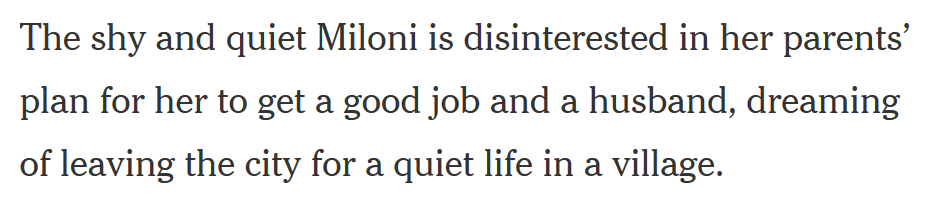 The shy and quiet Miloni is disinterested in her parents’
plan for her to get a good job and a husband, dreaming
of leaving the city for a quiet life in a village.